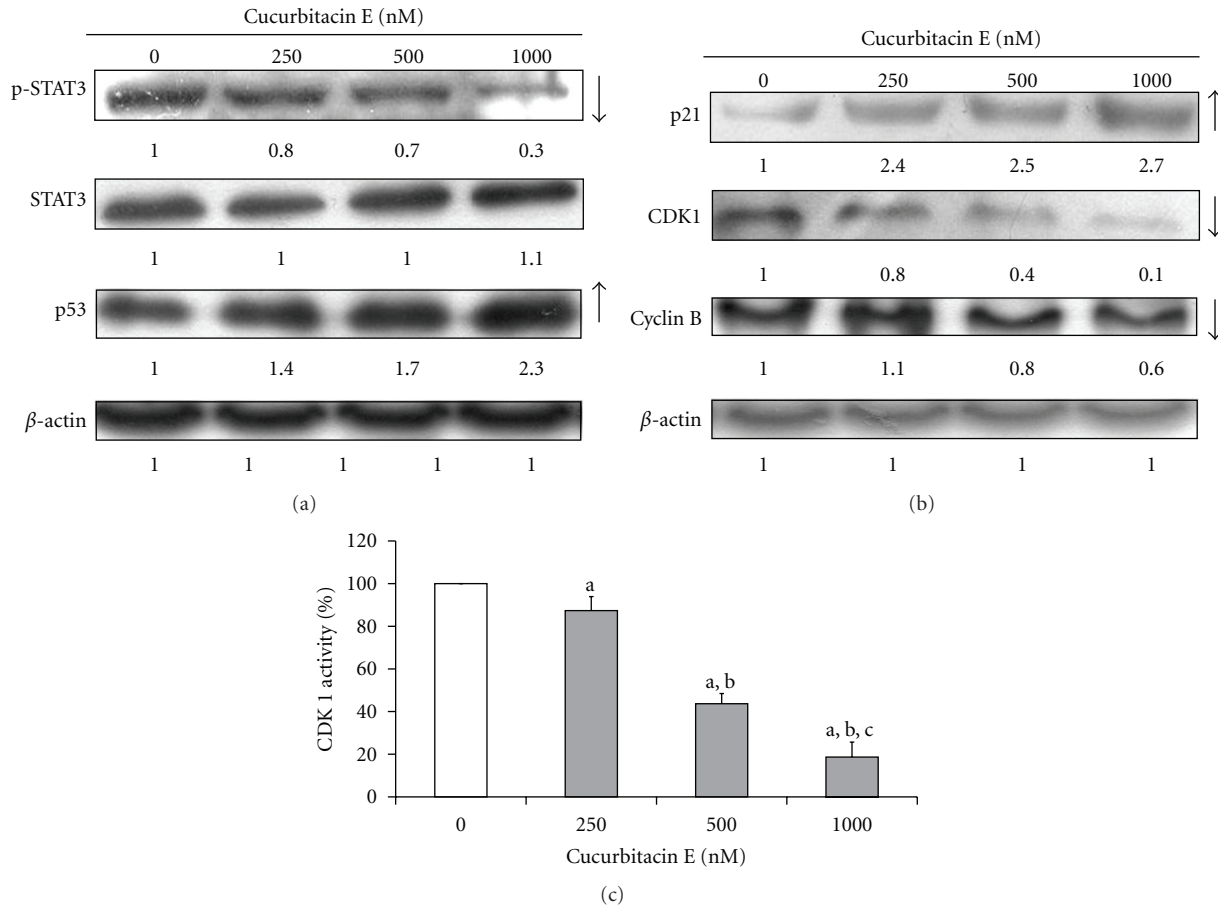 Cucurbitacin E (nM)
0 250 500 1000
p-STAT3
1 0.8 0.7 0.3
STAT3
1 1 1 1.1
p53
1 1.4 1.7 2.3
β-actin
1 1 1 1 1
(a)
Cucurbitacin E (nM)
0 250 500 1000
p21
1 2.4 2.5 2.7
CDK1
1 0.8 0.4 0.1
Cyclin B
1 1.1 0.8 0.6
β-actin
1 1 1 1
(b)
CDK 1 activity (%)
120
100
80
60
40
20
0
a
a, b
a, b, c
0 250 500 1000
Cucurbitacin E (nM)
(c)